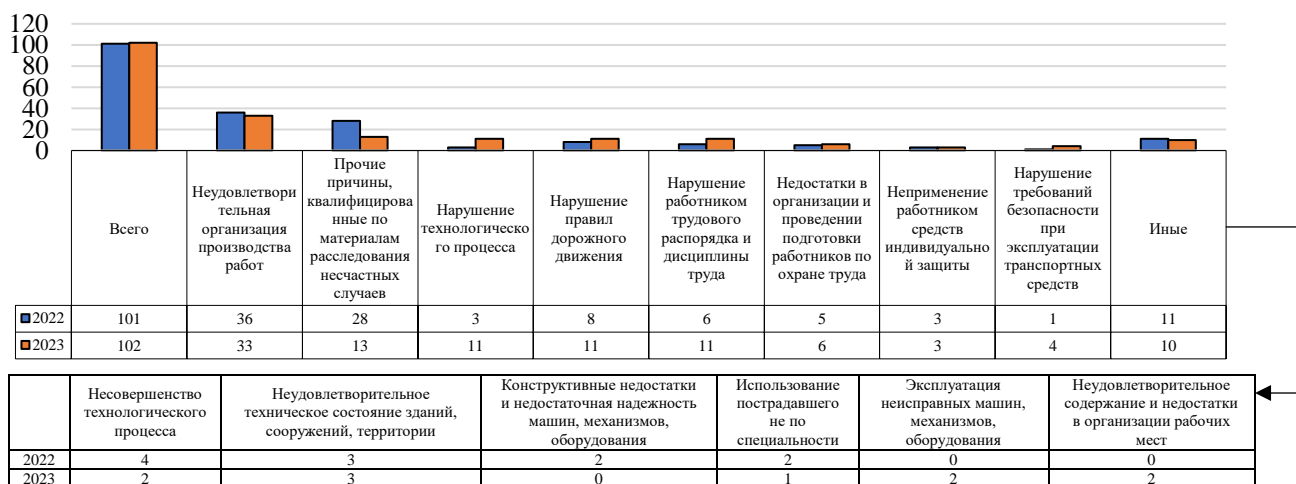 120
100
80
60
40
20
0
Всего
Неудовлетвори
тельная
организация
производства
работ
Прочие
причины,
квалифицирова
нные по
материалам
расследования
несчастных
случаев
Нарушение
технологическо
го процесса
Нарушение
правил
дорожного
движения
Нарушение
работником
трудового
распорядка и
дисциплины
труда
Недостатки в
организации и
проведении
подготовки
работников по
охране труда
Неприменение
работником
средств
индивидуально
й защиты
Нарушение
требований
безопасности
при
эксплуатации
транспортных
средств
Иные
2022 101 36 28 3 8 6 5 3 1 11
2023 102 33 13 11 11 11 6 3 4 10
Несовершенство
технологического
процесса
Неудовлетворительное
техническое состояние зданий,
сооружений, территории
Конструктивные недостатки
и недостаточная надежность
машин, механизмов,
оборудования
Использование
пострадавшего
не по
специальности
Эксплуатация
неисправных машин,
механизмов,
оборудования
Неудовлетворительное
содержание и недостатки
в организации рабочих
мест
2022 4 3 2 2 0 0
2023 2 3 0 1 2 2